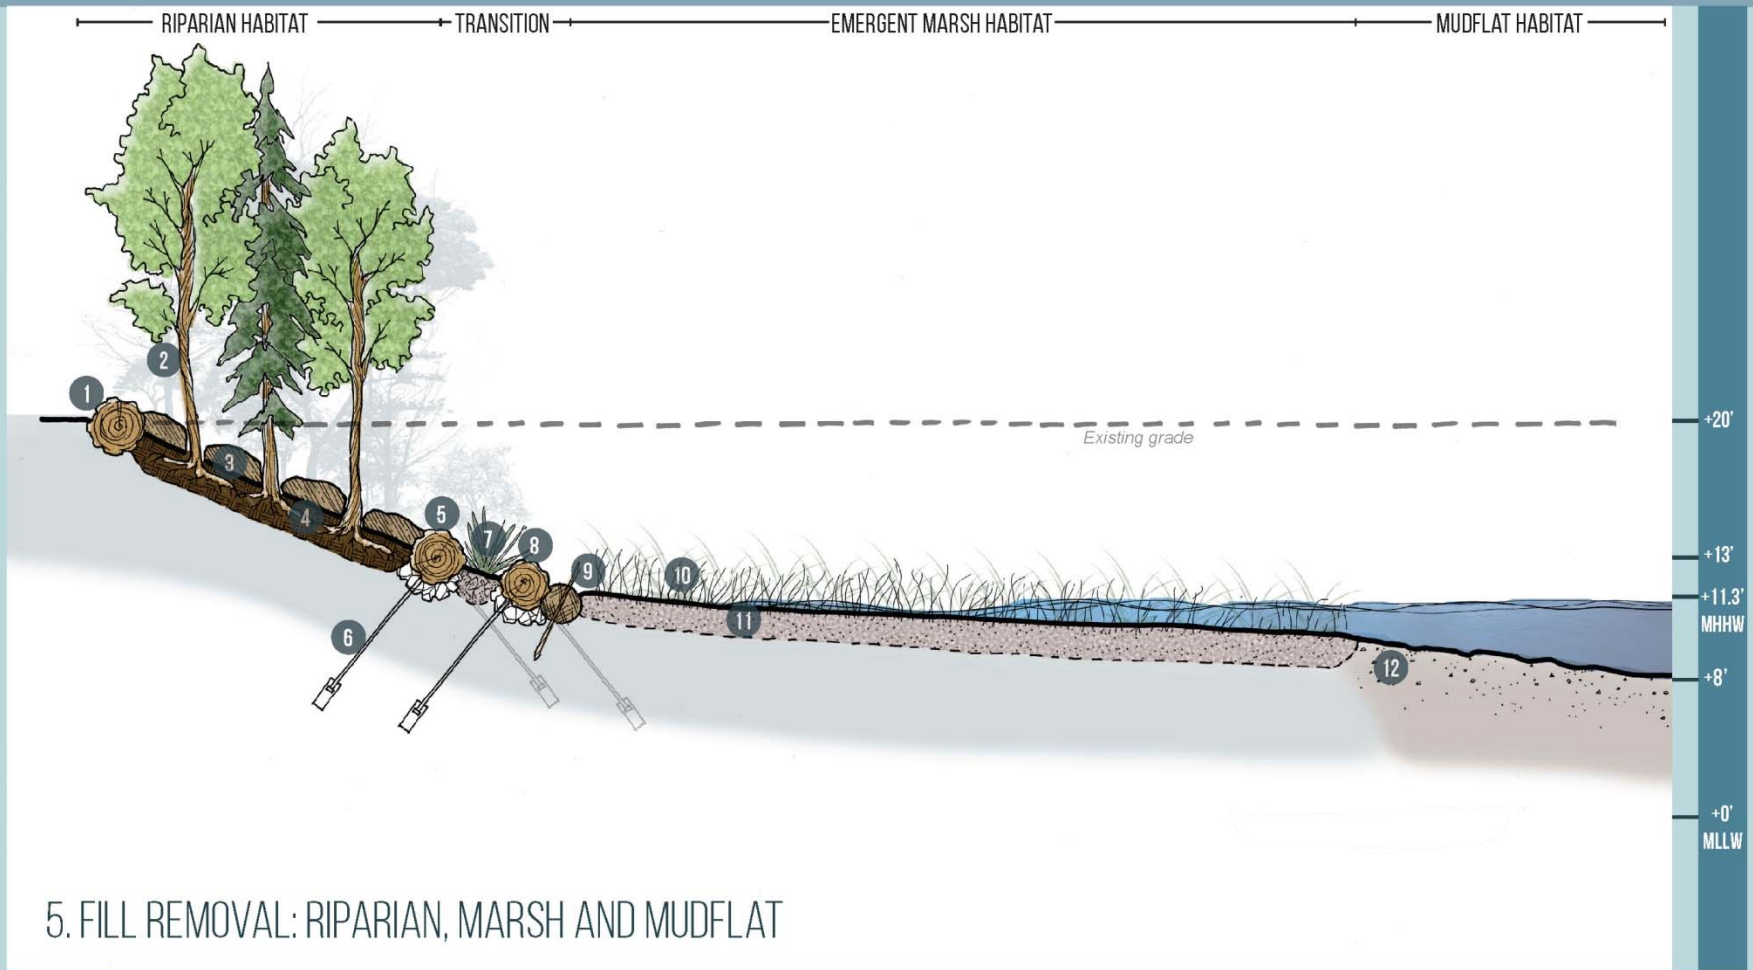 RIPARIAN HABITAT
TRANSITION
EMERGENT MARSH HABITAT
MUDFLAT HABITAT
2
1
+20'
Existing grade
3
4
5
7
8
+13'
9
10
+11.3'
MHHW
11
6
12
+8'
+0'
MLLW
5. FILL REMOVAL: RIPARIAN, MARSH AND MUDFLAT